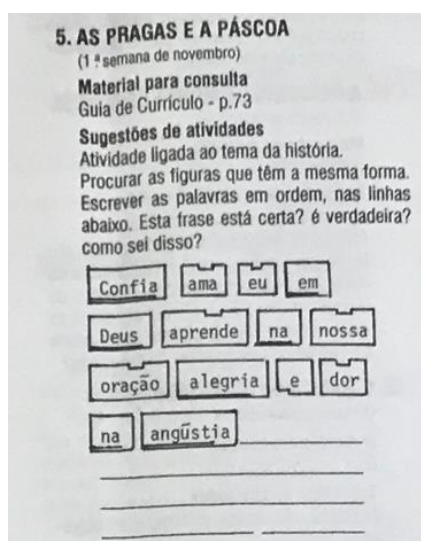 5. AS PRAGAS E A PÁSCOA
(1.ª semana de novembro)
Material para consulta
Guia de Currículo - p.73
Sugestões de atividades
Atividade ligada ao tema da história.
Procurar as figuras que têm a mesma forma.
Escrever as palavras em ordem, nas linhas
abaixo. Esta frase está certa? é verdadeira?
como sei disso?
Confia ama eu em
Deus aprende na nossa
oração alegria e dor
na angústia